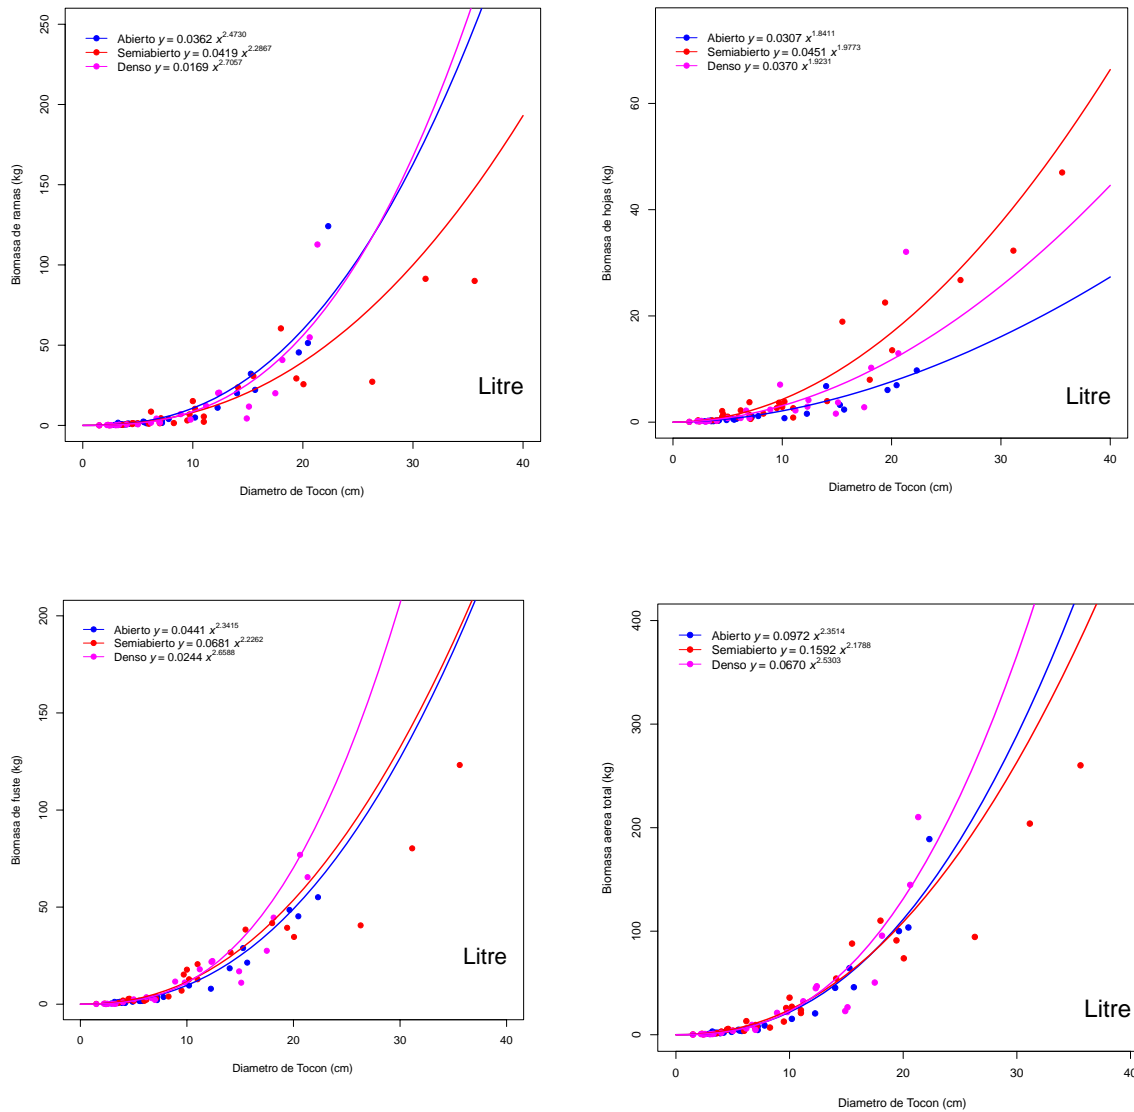 Abierto y = 0.0362 x^2.4730
Semiabierto y = 0.0419 x^2.2867
Denso y = 0.0169 x^2.7057
Biomasa de ramas (kg)
0 50 100 150 200 250
Litre
0 10 20 30 40
Diametro de Tocon (cm)
Abierto y = 0.0307 x^1.8411
Semiabierto y = 0.0451 x^1.9773
Denso y = 0.0370 x^1.9231
Biomasa de hojas (kg)
0 20 40 60
Litre
0 10 20 30 40
Diametro de Tocon (cm)
Abierto y = 0.0441 x^2.3415
Semiabierto y = 0.0681 x^2.2262
Denso y = 0.0244 x^2.6588
Biomasa de fuste (kg)
0 50 100 150 200
Litre
0 10 20 30 40
Diametro de Tocon (cm)
Abierto y = 0.0972 x^2.3514
Semiabierto y = 0.1592 x^2.1788
Denso y = 0.0670 x^2.5303
Biomasa aerea total (kg)
0 100 200 300 400
Litre
0 10 20 30 40
Diametro de Tocon (cm)